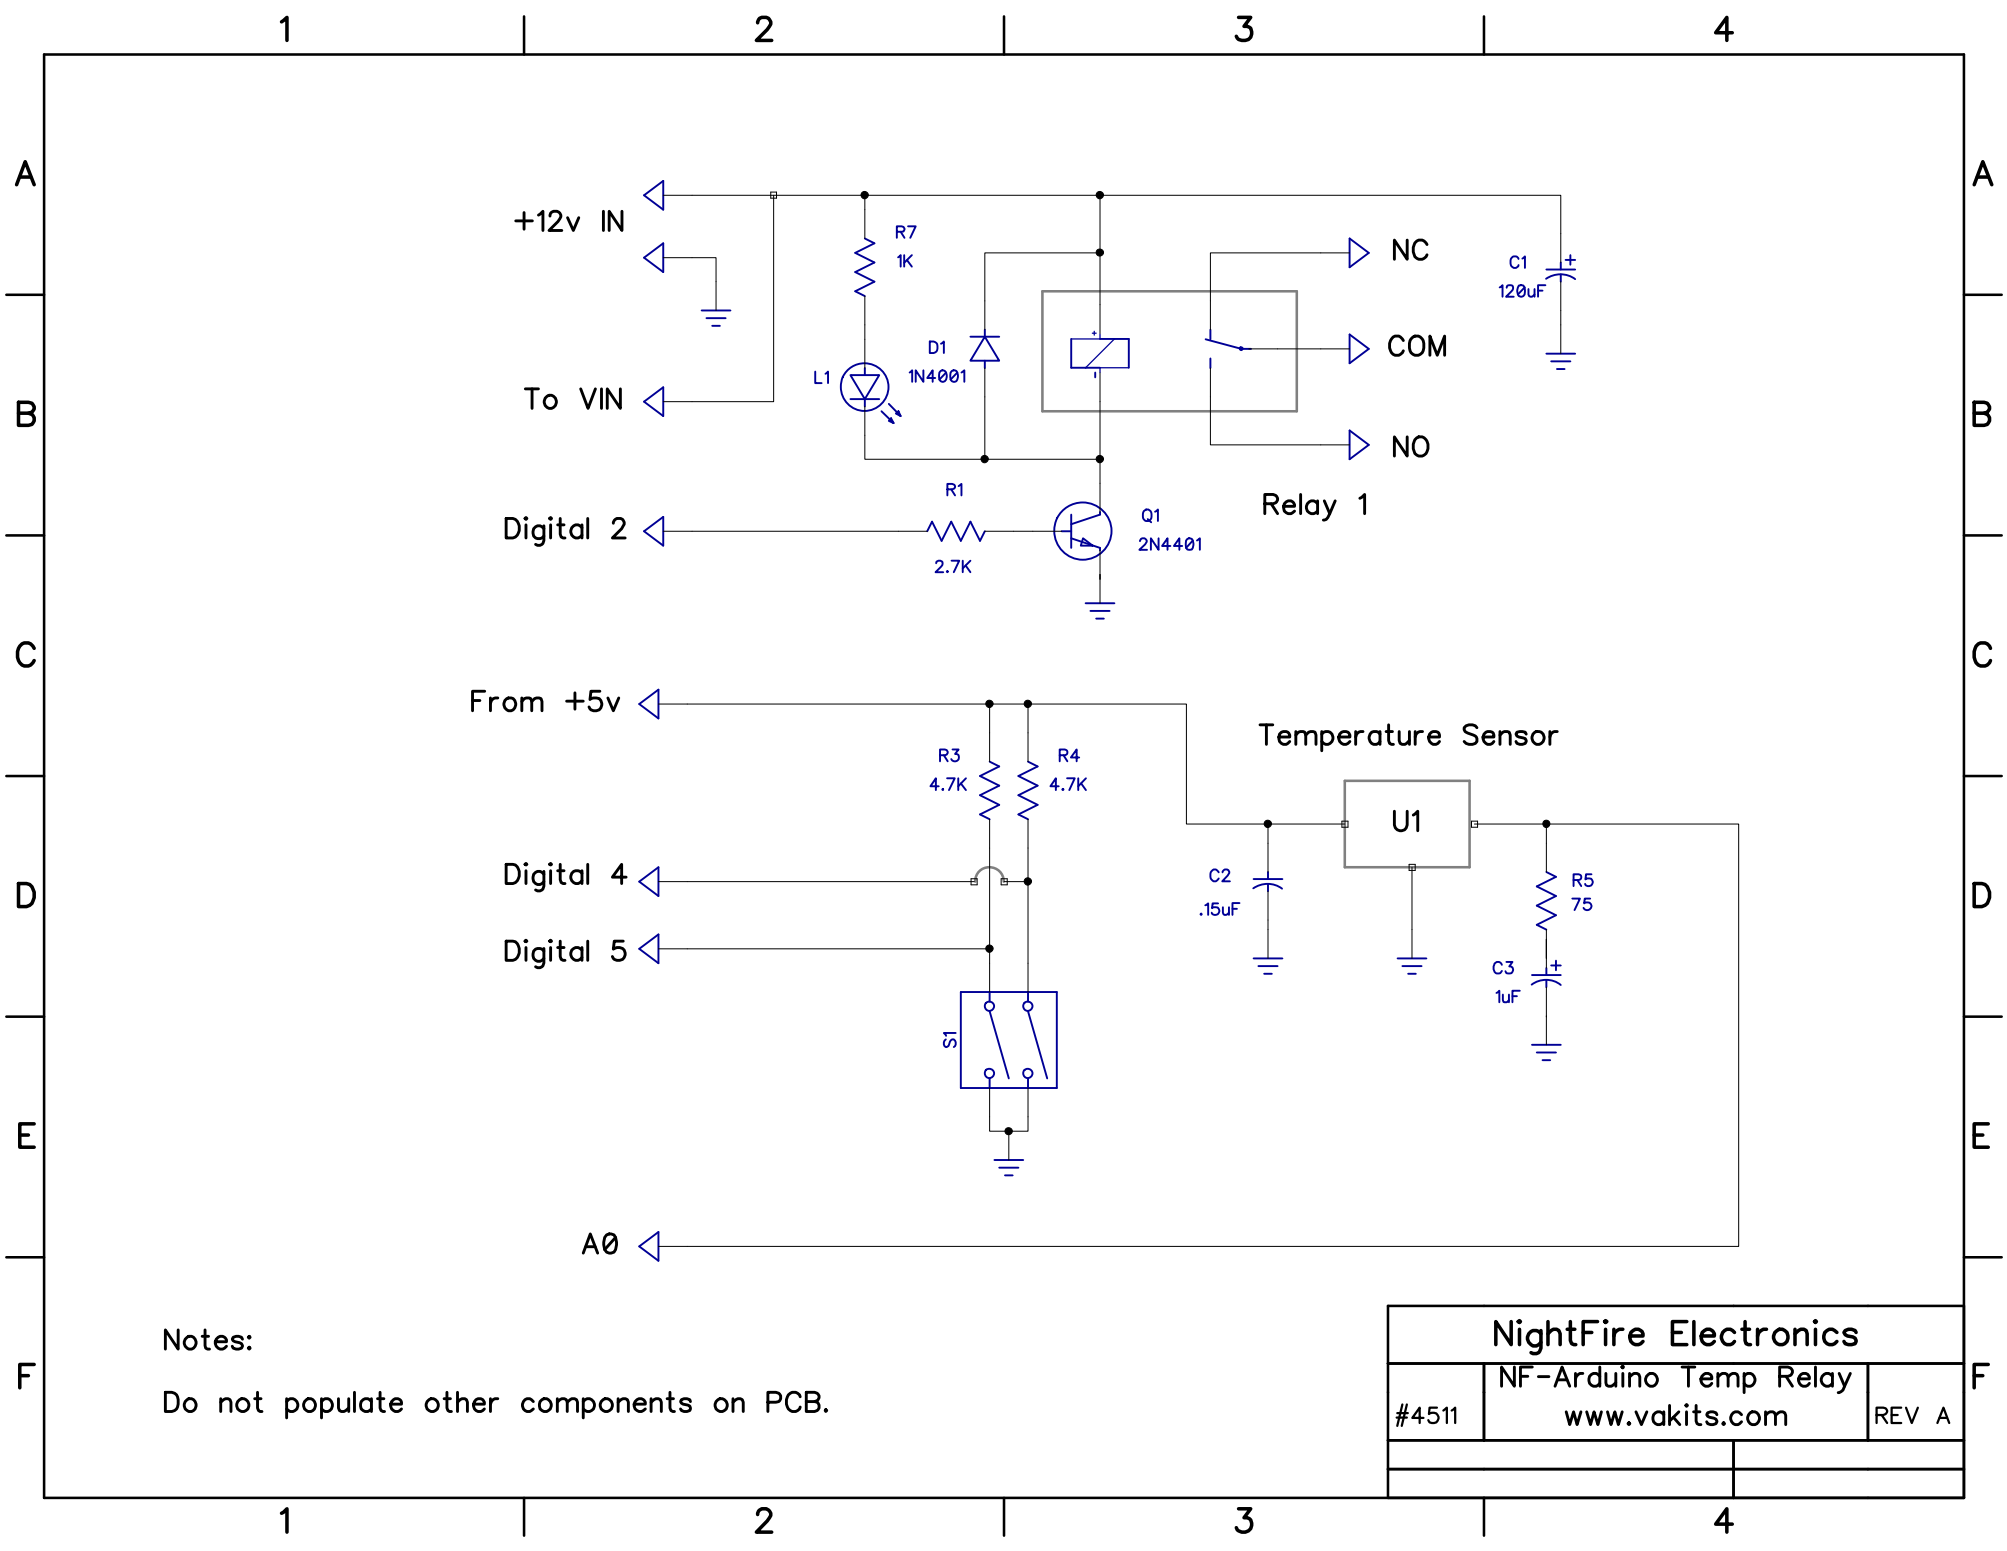 1 2 3 4
A A
+12v IN
R7
1K
NC
C1 +
120uF
+
D1
1N4001
COM
L1
-
To VIN
B B
NO
R1
Relay 1
Digital 2
Q1
2N4401
2.7K
C C
From +5v
Temperature Sensor
R3 R4
4.7K 4.7K
U1
Digital 4
C2
.15uF
R5
75
D D
Digital 5
C3 +
1uF
S1
E E
A0
Notes:
Do not populate other components on PCB.
F F
NightFire Electronics
NF-Arduino Temp Relay
#4511 www.vakits.com REV A
1 2 3 4